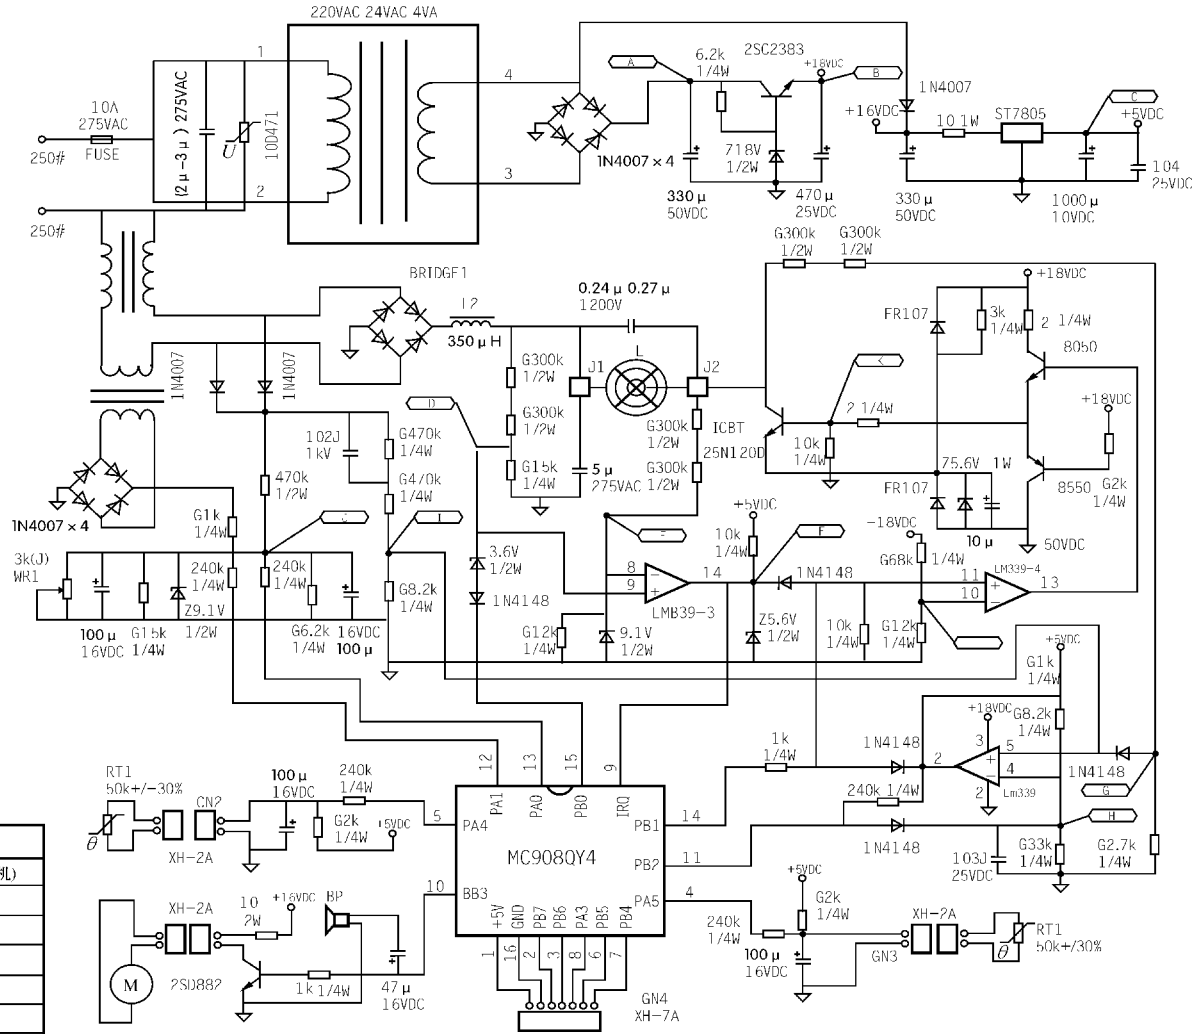 220VAC 24VAC 4VA
10A
275VAC
FUSE
250#
250#
(2μ-3μ) 275VAC
U
10D471
1
2
4
3
1N4007×4
A
6.2k
1/4W
2SC2383
+18VDC
B
718V
1/2W
330μ
50VDC
470μ
25VDC
1N4007
+16VDC
10 1W
ST7805
C
+5VDC
330μ
50VDC
1000μ
10VDC
104
25VDC
G300k
1/2W
G300k
1/2W
BRIDGE1
L2
350μH
0.24μ 0.27μ
1200V
J1
L
J2
G300k
1/2W
G300k
1/2W
G15k
1/4W
5μ
275VAC
G300k
1/2W
G300k
1/2W
ICBT
25N120D
K
2 1/4W
10k
1/4W
FR107
3k
1/4W
+18VDC
2 1/4W
8050
+18VDC
G2k
1/4W
8550
75.6V
1W
FR107
10μ
50VDC
1N4007
1N4007
102J
1kV
G470k
1/4W
G470k
1/4W
D
470k
1/2W
1N4007×4
G1k
1/4W
J
I
3k(J)
WR1
100μ
16VDC
G15k
1/4W
Z9.1V
1/2W
240k
1/4W
240k
1/4W
G6.2k
1/4W
16VDC
100μ
G8.2k
1/4W
3.6V
1/2W
1N4148
E
8
9
14
LMB39-3
G12k
1/4W
9.1V
1/2W
+5VDC
10k
1/4W
F
1N4148
Z5.6V
1/2W
10k
1/4W
-18VDC
G68k
1/4W
G12k
1/4W
LM339-4
11
10
13
+5VDC
G1k
1/4W
G8.2k
1/4W
+18VDC
3
5
4
2
2
Lm339
1N4148
G
H
1N4148
240k 1/4W
1N4148
1k
1/4W
103J
25VDC
G33k
1/4W
G2.7k
1/4W
12
13
15
9
PA1
PA0
PB0
IRQ
MC908QY4
PA4
BB3
PB1
PB2
PA5
5
10
14
11
4
+5V
GND
PB7
PB6
PA3
PB5
PB4
1
16
2
3
8
6
7
GN4
XH-7A
RT1
50k+/-30%
θ
CN2
XH-2A
100μ
16VDC
240k
1/4W
G2k
1/4W
+5VDC
XH-2A
10
2W
+16VDC
BP
M
2SD882
1k 1/4W
47μ
16VDC
240k
1/4W
100μ
16VDC
+5VDC
G2k
1/4W
XH-2A
GN3
RT1
50k+/30%
θ
机)